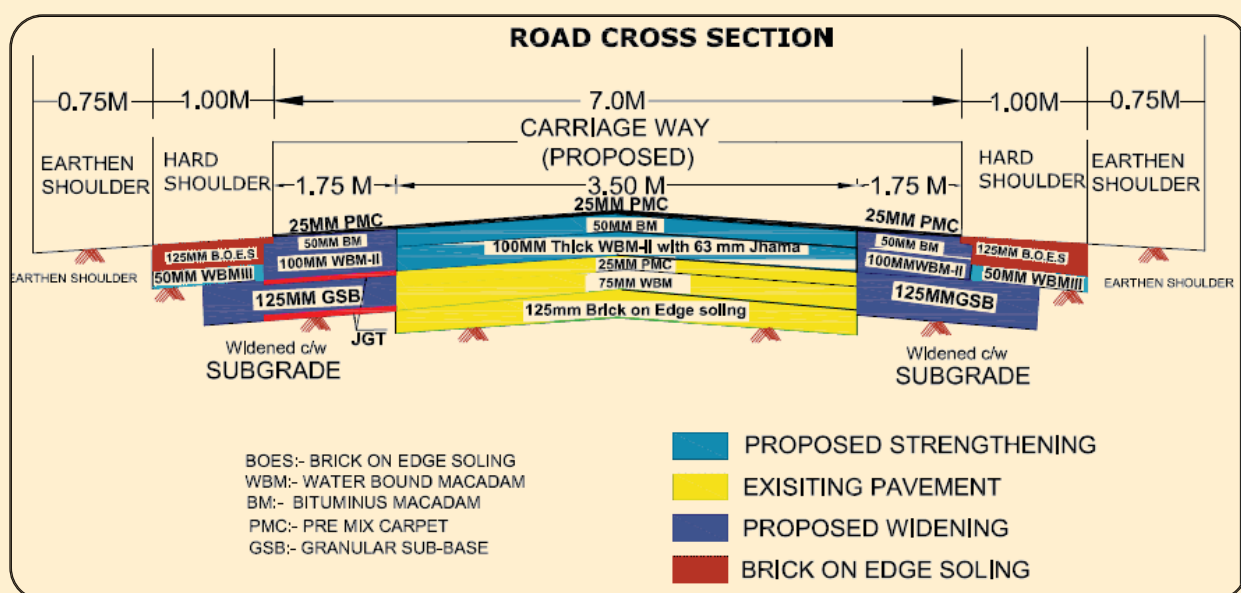 ROAD CROSS SECTION
0.75M
1.00M
7.0M
1.00M
0.75M
CARRIAGE WAY
(PROPOSED)
EARTHEN
SHOULDER
HARD
SHOULDER
HARD
SHOULDER
EARTHEN
SHOULDER
1.75 M
3.50 M
1.75 M
25MM PMC
25MM PMC
25MM PMC
50MM BM
50MM BM
50MM BM
125MM B.O.E.S
100MM WBM-II
100MM Thick WBM-II with 63 mm Jhama
100MMWBM-II
125MM B.O.E.S
EARTHEN SHOULDER
50MM WBMIII
25MM PMC
50MM WBMIII
EARTHEN SHOULDER
75MM WBM
125MM GSB
125mm Brick on Edge soling
125MMGSB
JGT
Widened c/w
SUBGRADE
Widened c/w
SUBGRADE
BOES:- BRICK ON EDGE SOLING
WBM:- WATER BOUND MACADAM
BM:- BITUMINUS MACADAM
PMC:- PRE MIX CARPET
GSB:- GRANULAR SUB-BASE
PROPOSED STRENGTHENING
EXISITING PAVEMENT
PROPOSED WIDENING
BRICK ON EDGE SOLING